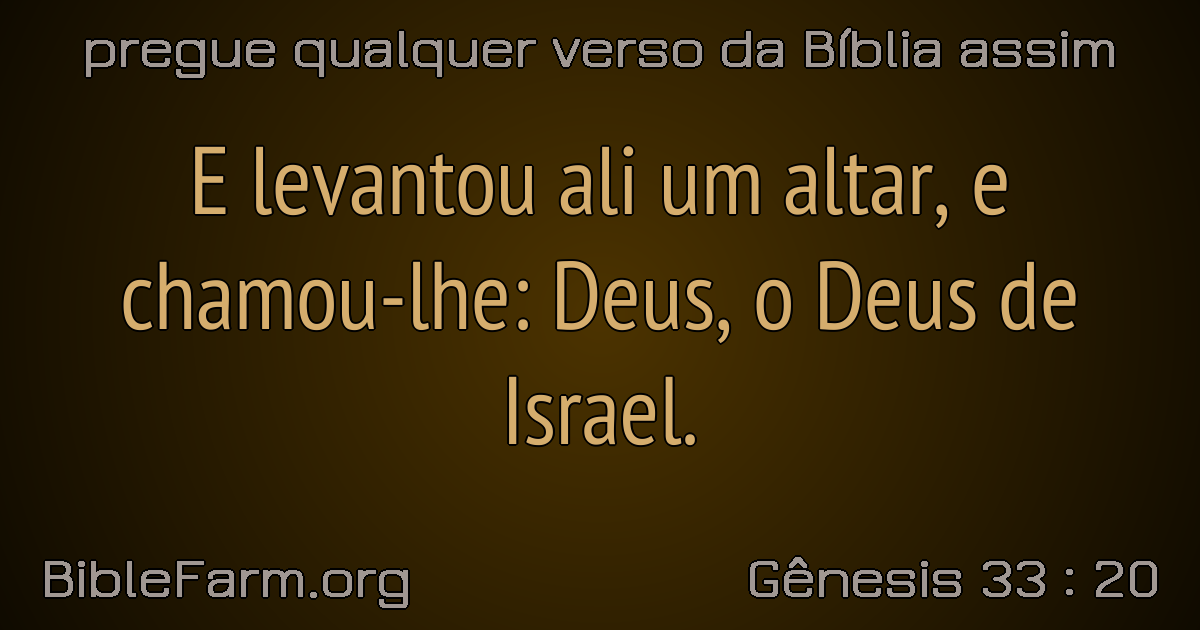 pregue qualquer verso da Bíblia assim
E levantou ali um altar, e
chamou-lhe: Deus, o Deus de
Israel.
BibleFarm.org
Gênesis 33 : 20